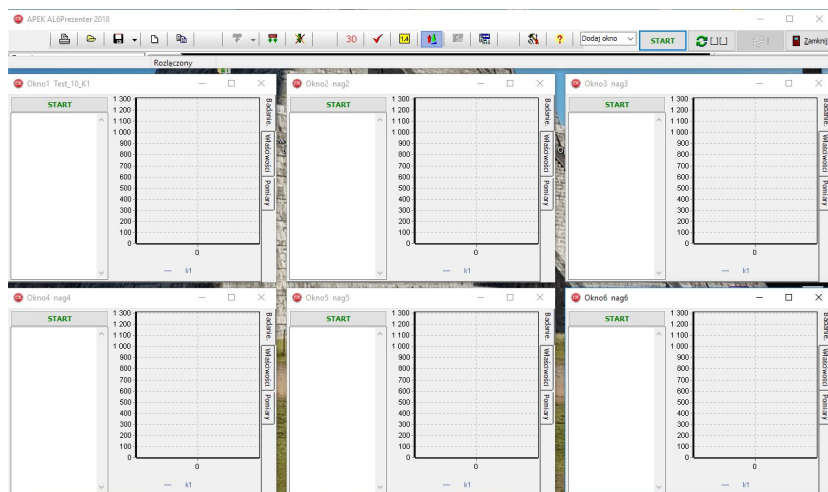 APEK AL6Prezenter 2018
3D 1.4 ? Dodaj okno START Zamknij
Rozłączony
Okno1 Test_10_K1
START
Badanie
Właściwości
Pomiary
1 300
1 200
1 100
1 000
900
800
700
600
500
400
300
200
100
0
0
k1
Okno2 nag2
START
Badanie
Właściwości
Pomiary
1 300
1 200
1 100
1 000
900
800
700
600
500
400
300
200
100
0
0
k1
Okno3 nag3
START
Badanie
Właściwości
Pomiary
1 300
1 200
1 100
1 000
900
800
700
600
500
400
300
200
100
0
0
k1
Okno4 nag4
START
Badanie
Właściwości
Pomiary
1 300
1 200
1 100
1 000
900
800
700
600
500
400
300
200
100
0
0
k1
Okno5 nag5
START
Badanie
Właściwości
Pomiary
1 300
1 200
1 100
1 000
900
800
700
600
500
400
300
200
100
0
0
k1
Okno6 nag6
START
Badanie
Właściwości
Pomiary
1 300
1 200
1 100
1 000
900
800
700
600
500
400
300
200
100
0
0
k1